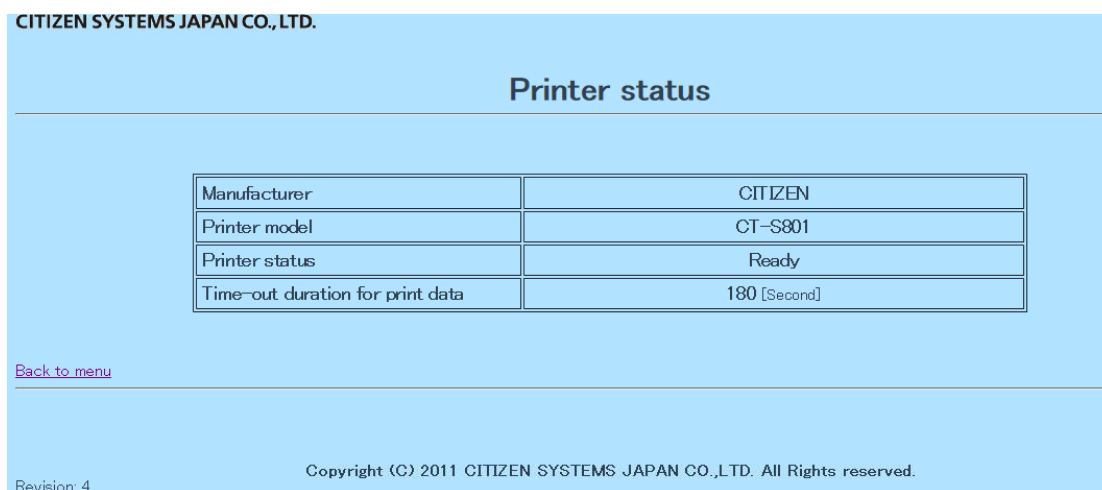 CITIZEN SYSTEMS JAPAN CO., LTD.
Printer status
Manufacturer CITIZEN
Printer model CT-S801
Printer status Ready
Time-out duration for print data 180 [Second]
Back to menu
Copyright (C) 2011 CITIZEN SYSTEMS JAPAN CO.,LTD. All Rights reserved.
Revision: 4